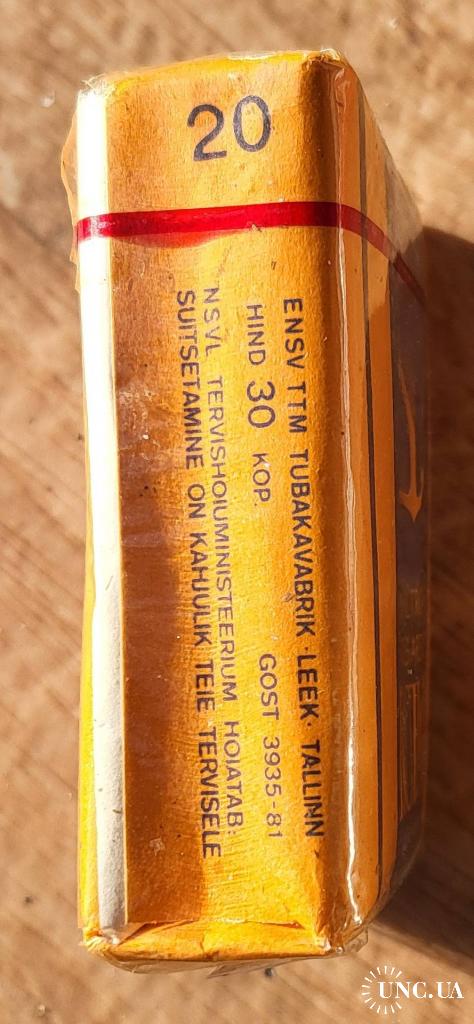 20
ENSV TTM TUBAKAVABRIK ·LEEK· TALLINN
HIND 30 KOP. GOST 3935-81
NSVL TERVISHOIUMINISTEERIUM HOIATAB:
SUITSETAMINE ON KAHJULIK TEIE TERVISELE
UNC.UA